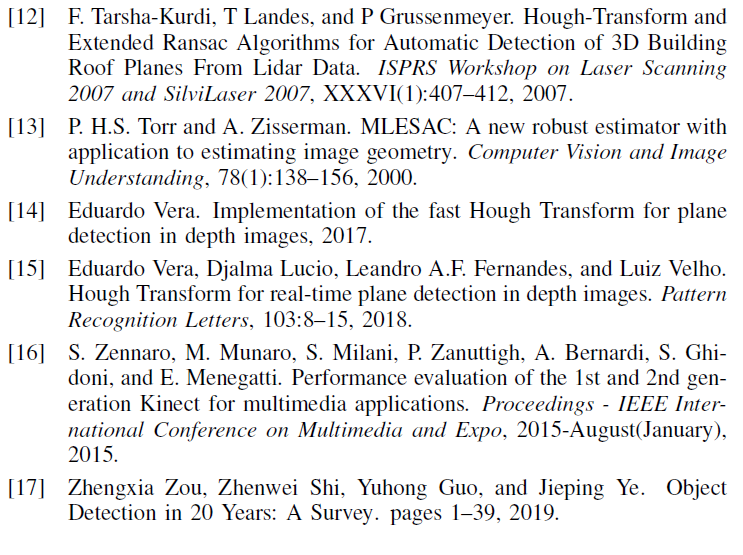 [12] F. Tarsha-Kurdi, T Landes, and P Grussenmeyer. Hough-Transform and
Extended Ransac Algorithms for Automatic Detection of 3D Building
Roof Planes From Lidar Data. ISPRS Workshop on Laser Scanning
2007 and SilviLaser 2007, XXXVI(1):407–412, 2007.
[13] P. H.S. Torr and A. Zisserman. MLESAC: A new robust estimator with
application to estimating image geometry. Computer Vision and Image
Understanding, 78(1):138–156, 2000.
[14] Eduardo Vera. Implementation of the fast Hough Transform for plane
detection in depth images, 2017.
[15] Eduardo Vera, Djalma Lucio, Leandro A.F. Fernandes, and Luiz Velho.
Hough Transform for real-time plane detection in depth images. Pattern
Recognition Letters, 103:8–15, 2018.
[16] S. Zennaro, M. Munaro, S. Milani, P. Zanuttigh, A. Bernardi, S. Ghi-
doni, and E. Menegatti. Performance evaluation of the 1st and 2nd gen-
eration Kinect for multimedia applications. Proceedings - IEEE Inter-
national Conference on Multimedia and Expo, 2015-August(January),
2015.
[17] Zhengxia Zou, Zhenwei Shi, Yuhong Guo, and Jieping Ye. Object
Detection in 20 Years: A Survey. pages 1–39, 2019.